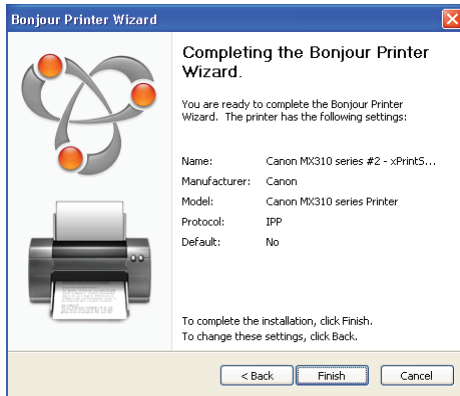 Bonjour Printer Wizard
Completing the Bonjour Printer
Wizard.
You are ready to complete the Bonjour Printer
Wizard. The printer has the following settings:
Name: Canon MX310 series #2 - xPrintS...
Manufacturer: Canon
Model: Canon MX310 series Printer
Protocol: IPP
Default: No
To complete the installation, click Finish.
To change these settings, click Back.
< Back Finish Cancel